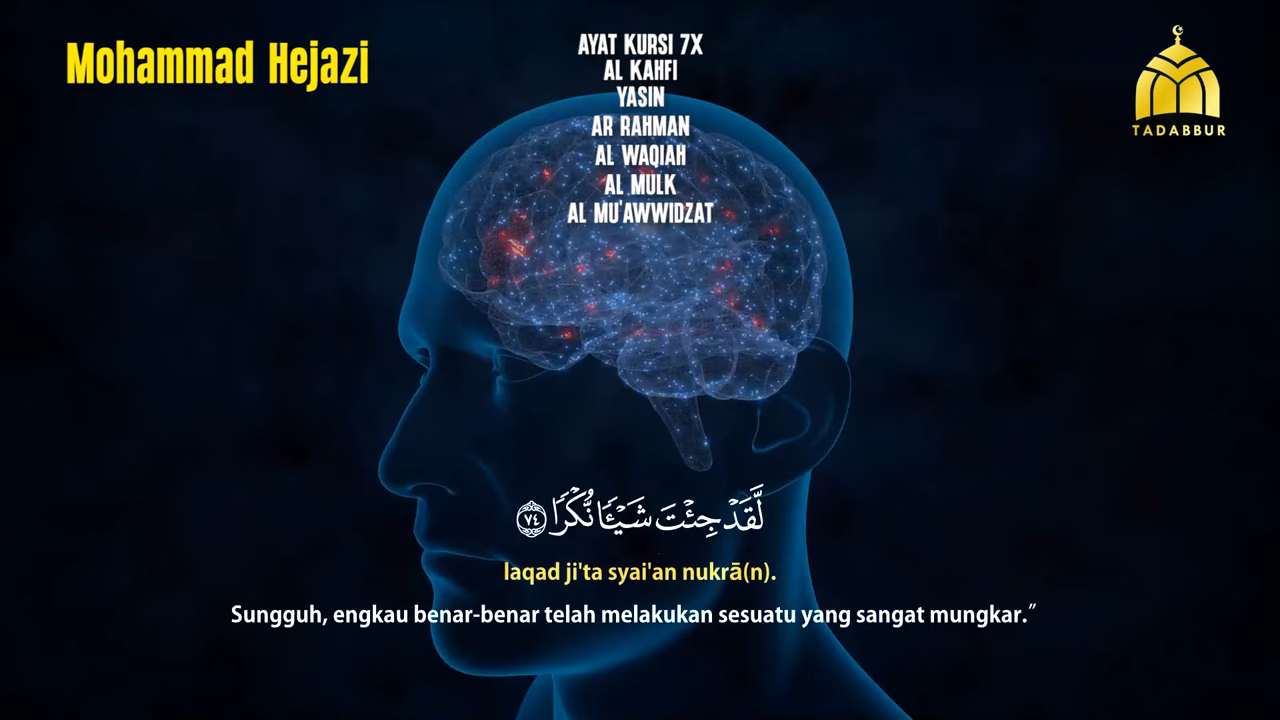 Mohammad Hejazi
AYAT KURSI 7X
AL KAHFI
YASIN
AR RAHMAN
AL WAQIAH
AL MULK
AL MU'AWWIDZAT
TADABBUR
لَّقَدْ جِئْتَ شَيْـًٔا نُّكْرًا ٧٤
laqad ji'ta syai'an nukrā(n).
Sungguh, engkau benar-benar telah melakukan sesuatu yang sangat mungkar.”